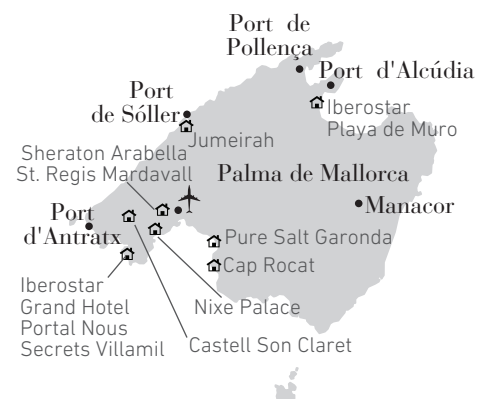 Port de
Pollença
Port d'Alcúdia
Port
de Sóller
Iberostar
Playa de Muro
Jumeirah
Sheraton Arabella
St. Regis Mardavall
Palma de Mallorca
Port
d'Antratx
Manacor
Pure Salt Garonda
Cap Rocat
Iberostar
Grand Hotel
Portal Nous
Secrets Villamil
Nixe Palace
Castell Son Claret